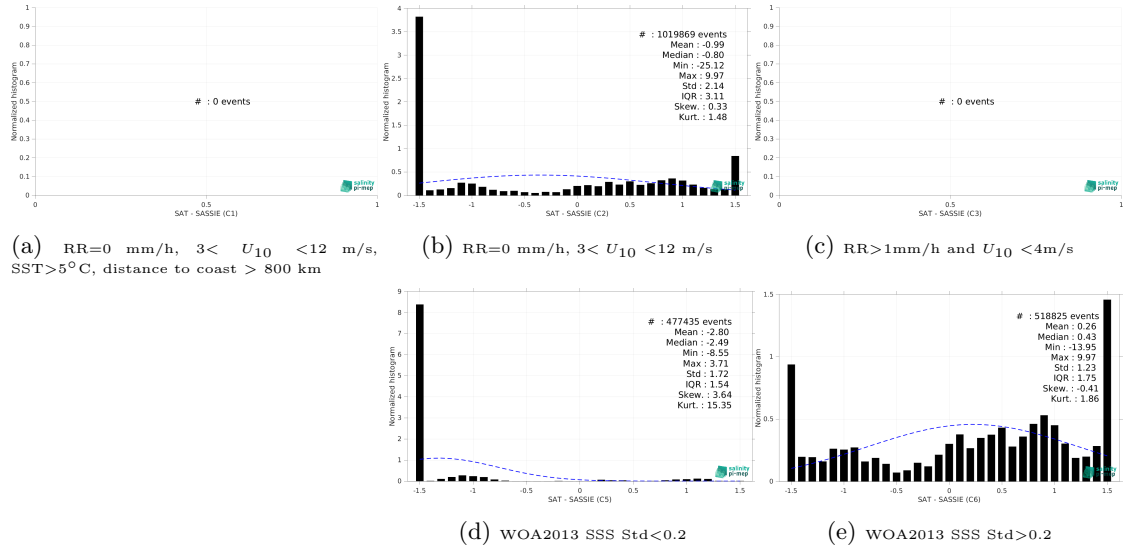 1
0.9
0.8
0.7
0.6
0.5
0.4
0.3
0.2
0.1
0
Normalized histogram
# : 0 events
salinity
pi-mep
0
0.5
1
SAT - SASSIE (C1)
4
3.5
3
2.5
2
1.5
1
0.5
0
Normalized histogram
# : 1019869 events
Mean : -0.99
Median : -0.80
Min : -25.12
Max : 9.97
Std : 2.14
IQR : 3.11
Skew. : 0.33
Kurt. : 1.48
salinity
pi-mep
-1.5
-1
-0.5
0
0.5
1
1.5
SAT - SASSIE (C2)
1
0.9
0.8
0.7
0.6
0.5
0.4
0.3
0.2
0.1
0
Normalized histogram
# : 0 events
salinity
pi-mep
0
0.5
1
SAT - SASSIE (C3)
(a) RR=0 mm/h, 3< U10 <12 m/s,
SST>5°C, distance to coast > 800 km
(b) RR=0 mm/h, 3< U10 <12 m/s
(c) RR>1mm/h and U10 <4m/s
9
8
7
6
5
4
3
2
1
0
Normalized histogram
# : 477435 events
Mean : -2.80
Median : -2.49
Min : -8.55
Max : 3.71
Std : 1.72
IQR : 1.54
Skew. : 3.64
Kurt. : 15.35
salinity
pi-mep
-1.5
-1
-0.5
0
0.5
1
1.5
SAT - SASSIE (C5)
1.5
1
0.5
0
Normalized histogram
# : 518825 events
Mean : 0.26
Median : 0.43
Min : -13.95
Max : 9.97
Std : 1.23
IQR : 1.75
Skew. : -0.41
Kurt. : 1.86
salinity
pi-mep
-1.5
-1
-0.5
0
0.5
1
1.5
SAT - SASSIE (C6)
(d) WOA2013 SSS Std<0.2
(e) WOA2013 SSS Std>0.2